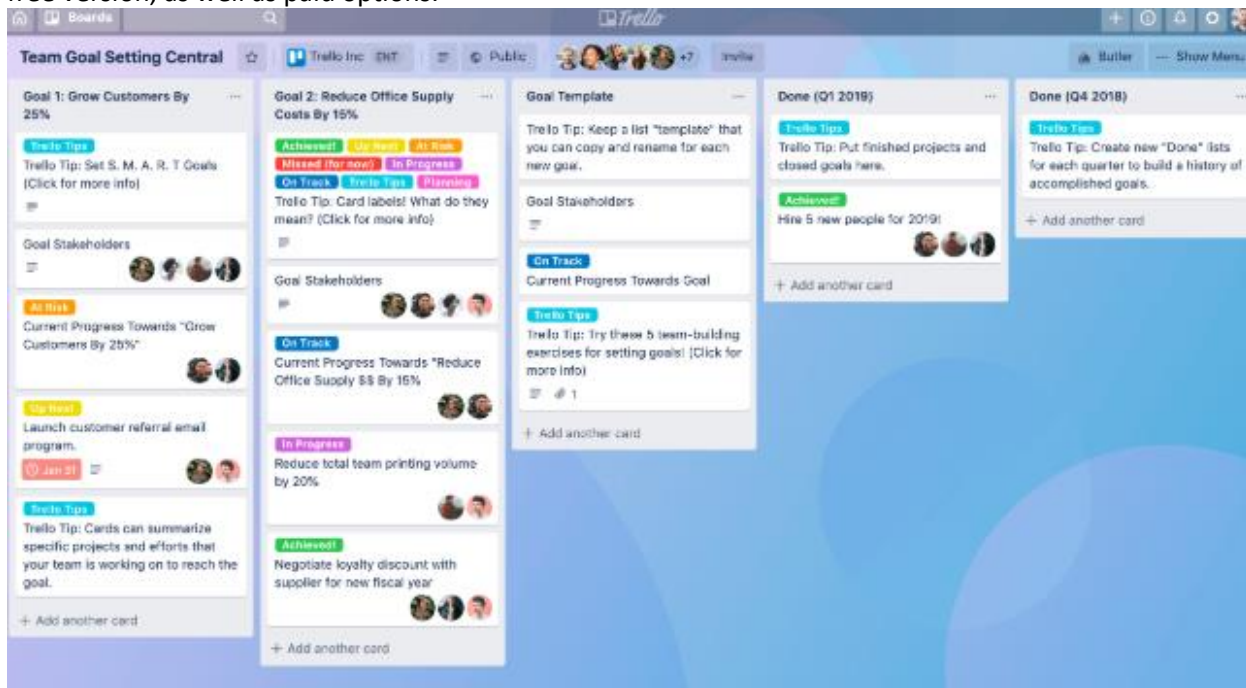 free version, as well as paid options.
Boards
Trello
Team Goal Setting Central
Trello Inc ENT
Public
+7
Invite
Butler
Show Menu
Goal 1: Grow Customers By
25%
Trello Tips
Trello Tip: Set S. M. A. R. T Goals
(Click for more info)
Goal Stakeholders
At Risk
Current Progress Towards "Grow
Customers By 25%"
Up Next
Launch customer referral email
program.
Jan 31
Trello Tips
Trello Tip: Cards can summarize
specific projects and efforts that
your team is working on to reach the
goal.
+ Add another card
Goal 2: Reduce Office Supply
Costs By 15%
Achieved! Up Next At Risk
Missed (for now) In Progress
On Track Trello Tips Planning
Trello Tip: Card labels! What do they
mean? (Click for more info)
Goal Stakeholders
On Track
Current Progress Towards "Reduce
Office Supply $$ By 15%
In Progress
Reduce total team printing volume
by 20%
Achieved!
Negotiate loyalty discount with
supplier for new fiscal year
+ Add another card
Goal Template
Trello Tip: Keep a list "template" that
you can copy and rename for each
new goal.
Goal Stakeholders
On Track
Current Progress Towards Goal
Trello Tips
Trello Tip: Try these 5 team-building
exercises for setting goals! (Click for
more info)
1
+ Add another card
Done (Q1 2019)
Trello Tips
Trello Tip: Put finished projects and
closed goals here.
Achieved!
Hire 5 new people for 2019!
+ Add another card
Done (Q4 2018)
Trello Tips
Trello Tip: Create new "Done" lists
for each quarter to build a history of
accomplished goals.
+ Add another card